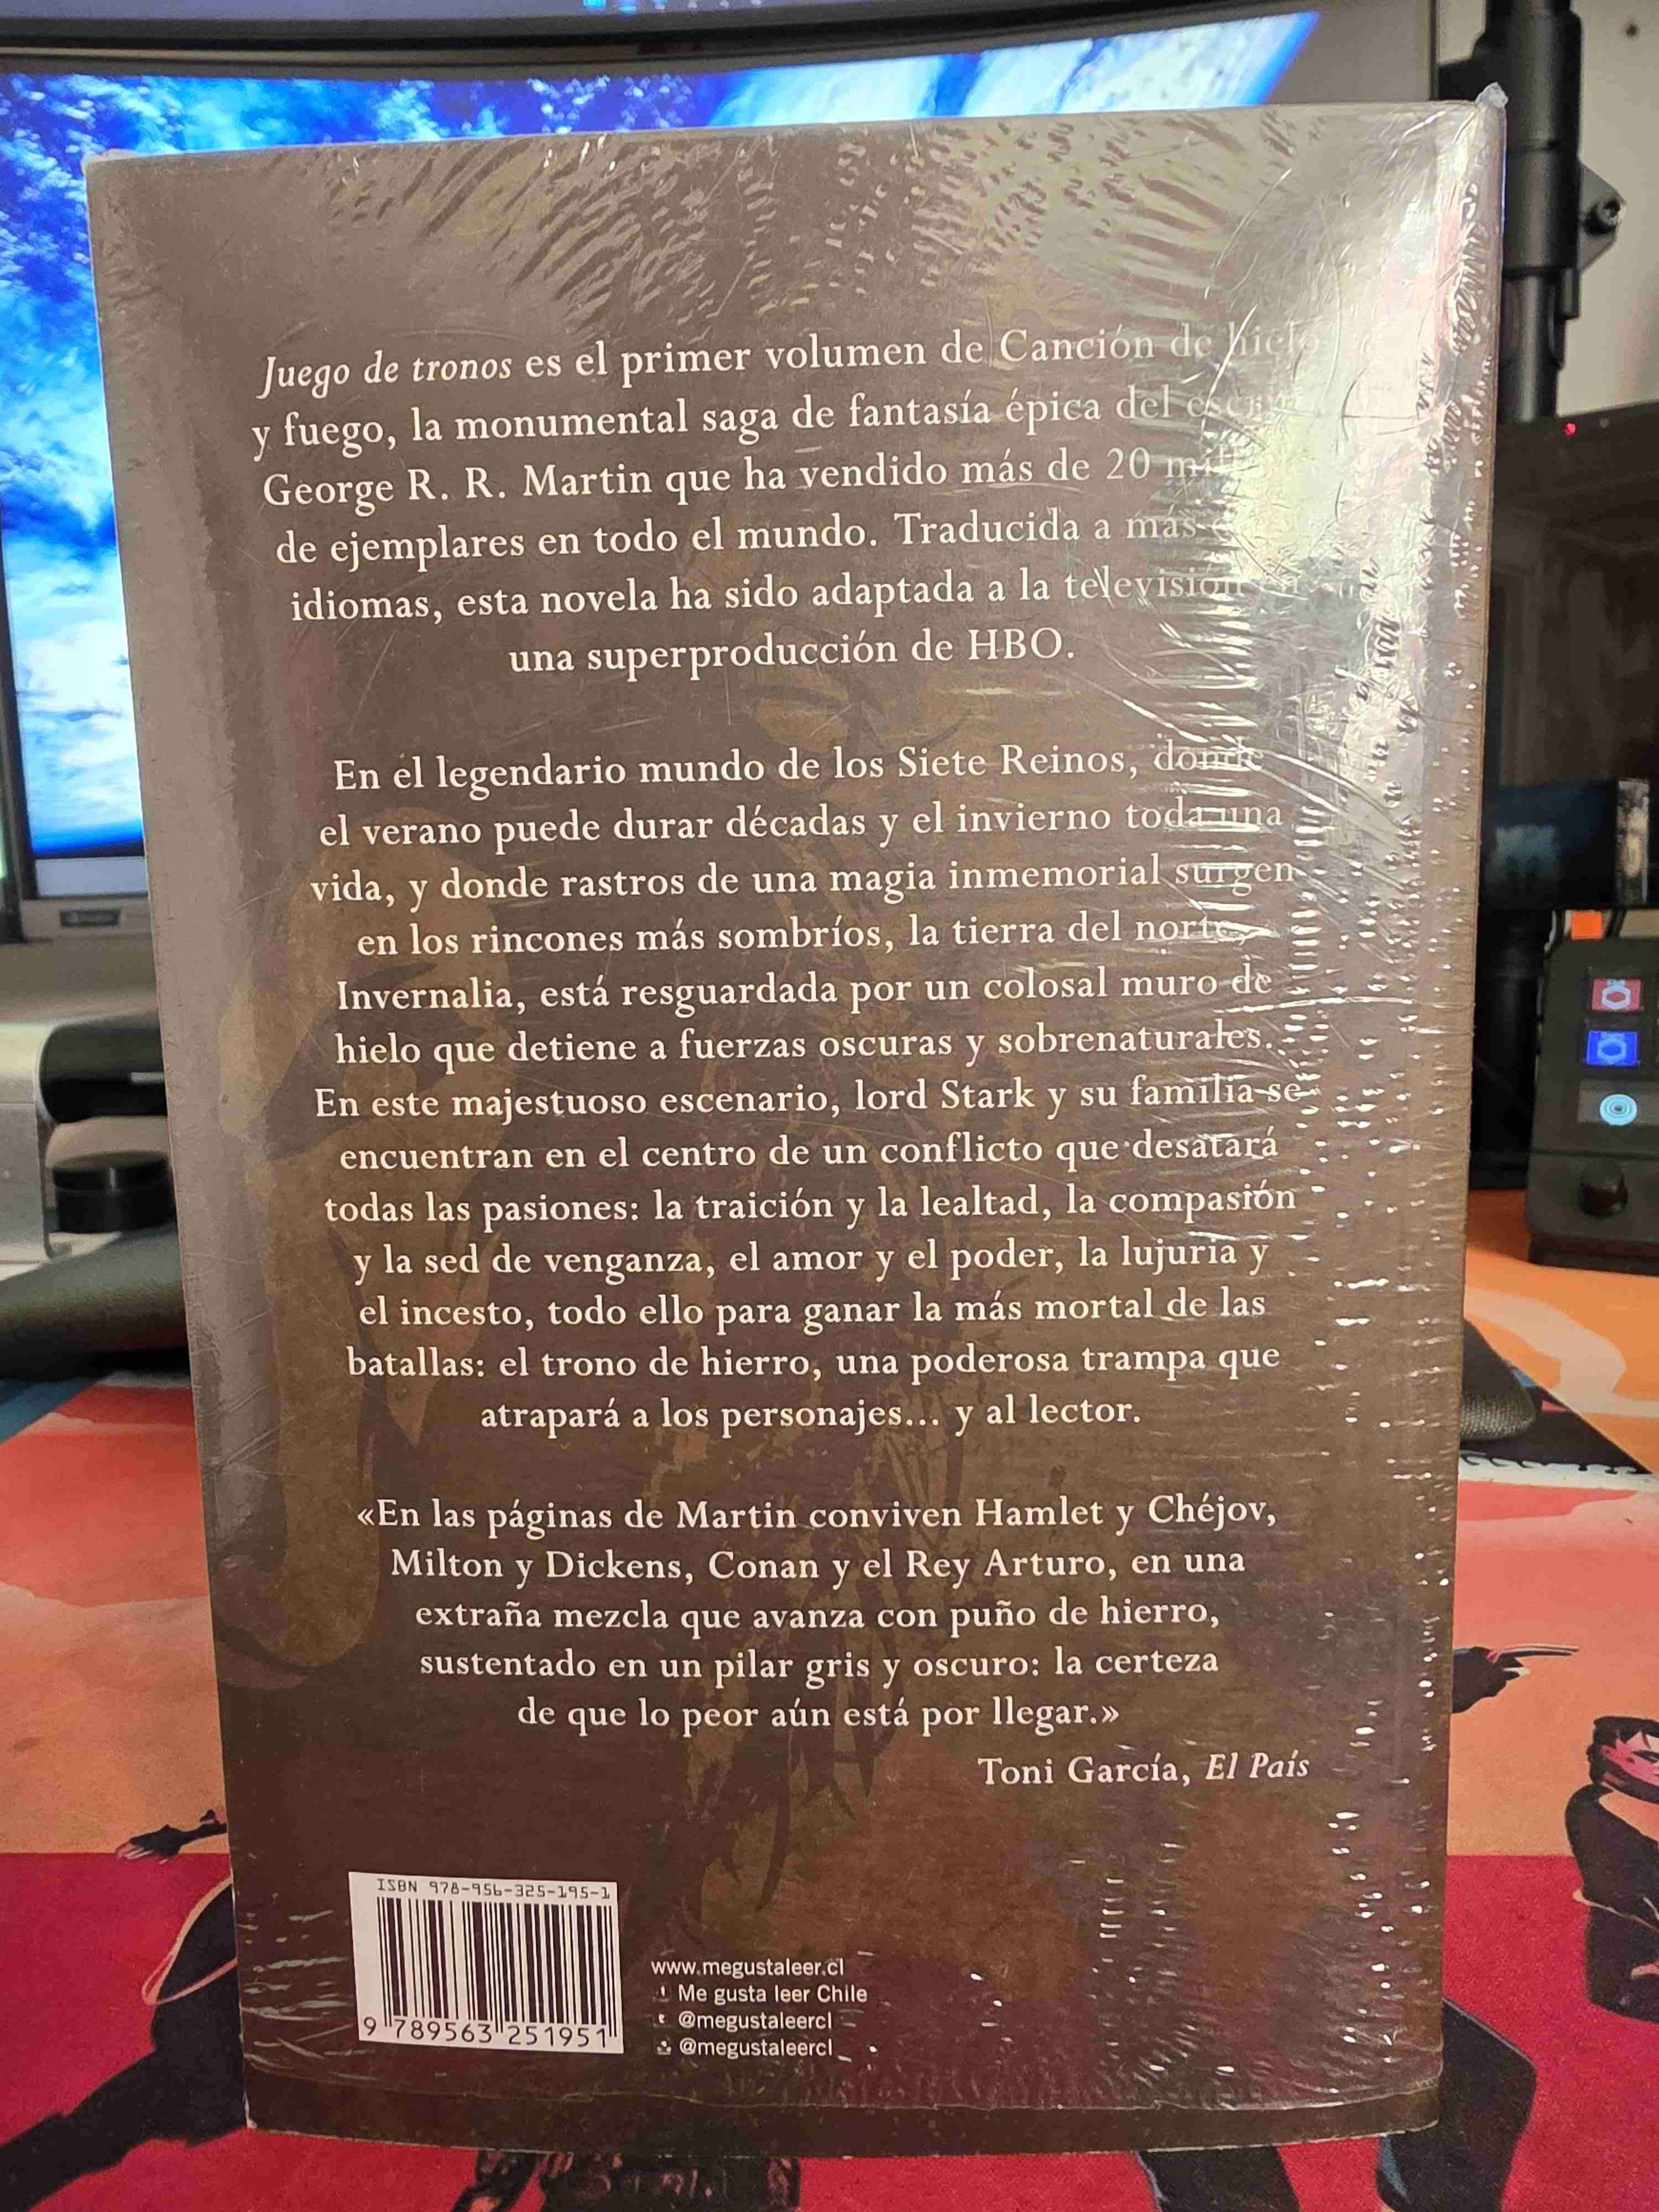 Juego de tronos es el primer volumen de Canción de hielo
y fuego, la monumental saga de fantasía épica del
George R. R. Martin que ha vendido más de 20
de ejemplares en todo el mundo. Traducida a más
idiomas, esta novela ha sido adaptada a la televisión
una superproducción de HBO.
En el legendario mundo de los Siete Reinos, donde
el verano puede durar décadas y el invierno toda una
vida, y donde rastros de una magia inmemorial surgen
en los rincones más sombríos, la tierra del norte,
Invernalia, está resguardada por un colosal muro de
hielo que detiene a fuerzas oscuras y sobrenaturales.
En este majestuoso escenario, lord Stark y su familia se
encuentran en el centro de un conflicto que desatará
todas las pasiones: la traición y la lealtad, la compasión
y la sed de venganza, el amor y el poder, la lujuria y
el incesto, todo ello para ganar la más mortal de las
batallas: el trono de hierro, una poderosa trampa que
atrapará a los personajes... y al lector.
«En las páginas de Martin conviven Hamlet y Chéjov,
Milton y Dickens, Conan y el Rey Arturo, en una
extraña mezcla que avanza con puño de hierro,
sustentado en un pilar gris y oscuro: la certeza
de que lo peor aún está por llegar.»
Toni García, El País
ISBN 978-956-325-195-1
9 789563 251951
www.megustaleer.cl
Me gusta leer Chile
@megustaleercl
@megustaleercl